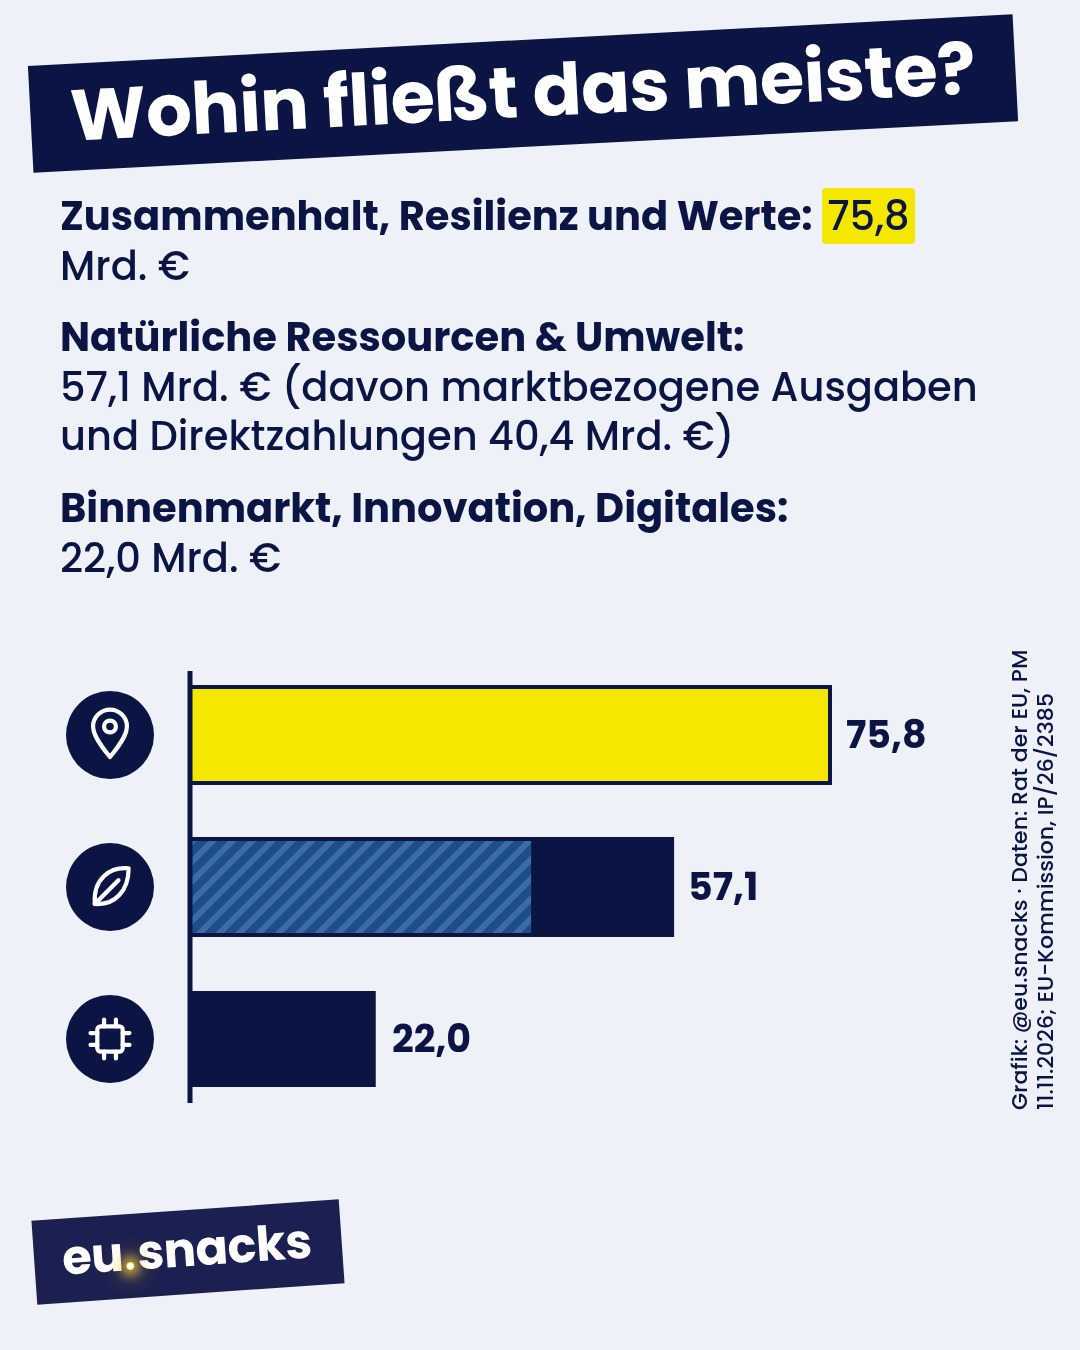 Wohin fließt das meiste?
Zusammenhalt, Resilienz und Werte: 75,8
Mrd. €
Natürliche Ressourcen & Umwelt:
57,1 Mrd. € (davon marktbezogene Ausgaben
und Direktzahlungen 40,4 Mrd. €)
Binnenmarkt, Innovation, Digitales:
22,0 Mrd. €
75,8
57,1
22,0
Grafik: @eu.snacks · Daten: Rat der EU, PM
11.11.2026; EU-Kommission, IP/26/2385
eu.snacks